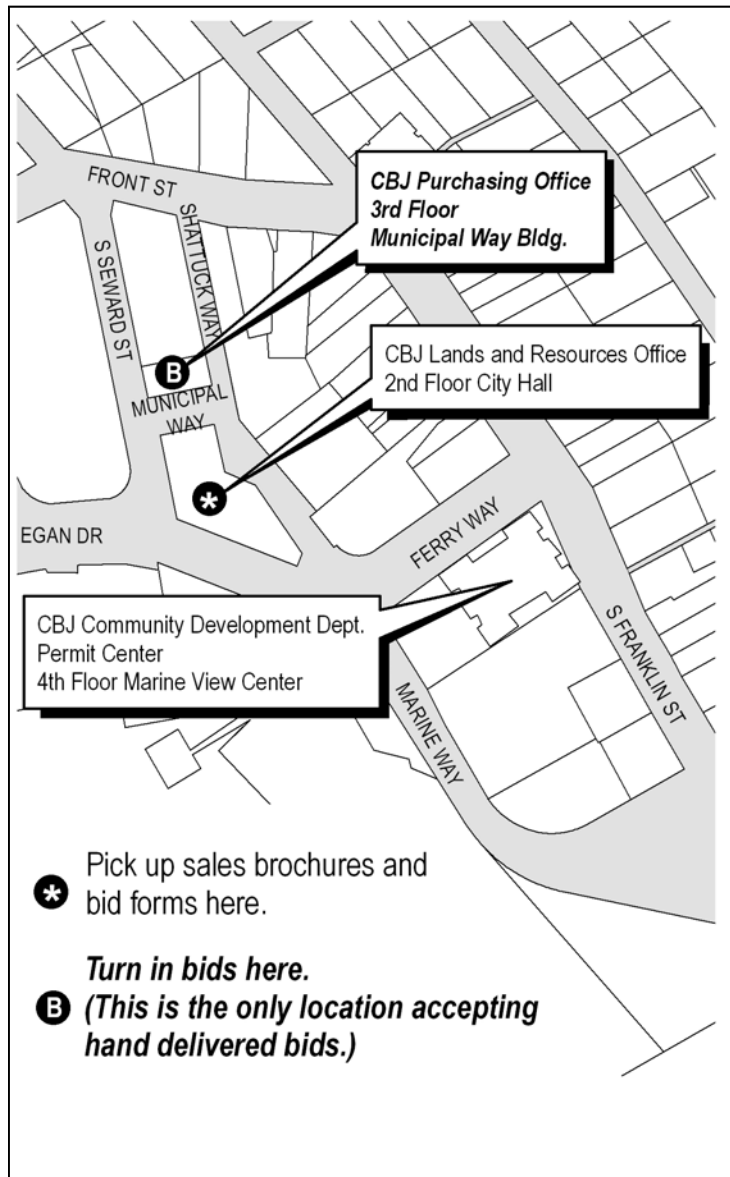 FRONT ST
SHATTUCK WAY
S SEWARD ST
CBJ Purchasing Office
3rd Floor
Municipal Way Bldg.
B
MUNICIPAL
WAY
CBJ Lands and Resources Office
2nd Floor City Hall
*
EGAN DR
FERRY WAY
CBJ Community Development Dept.
Permit Center
4th Floor Marine View Center
S FRANKLIN ST
MARINE WAY
* Pick up sales brochures and
bid forms here.
Turn in bids here.
B (This is the only location accepting
hand delivered bids.)